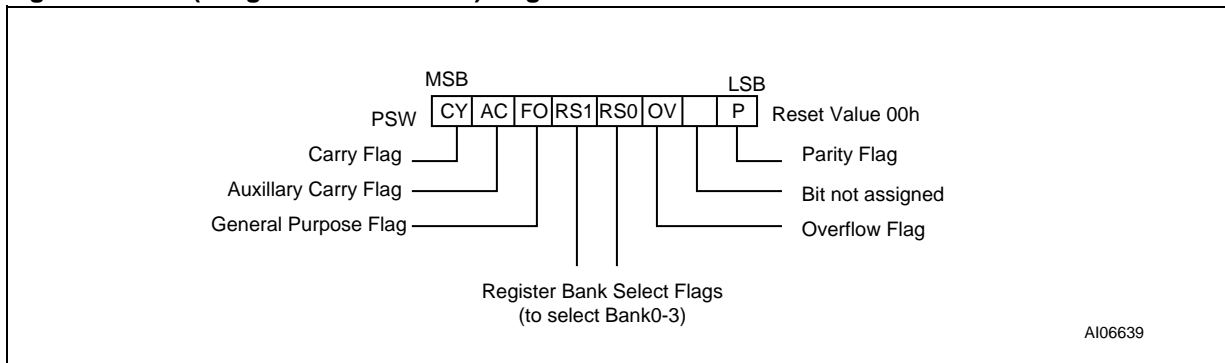 MSB LSB
PSW CY AC FO RS1 RS0 OV P Reset Value 00h
Carry Flag Parity Flag
Auxillary Carry Flag Bit not assigned
General Purpose Flag Overflow Flag
Register Bank Select Flags
(to select Bank0-3)
AI06639